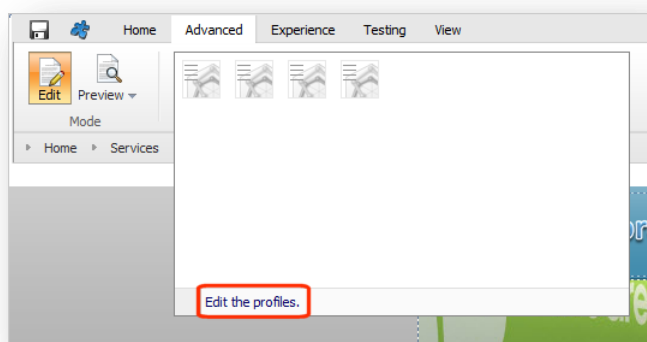 Home Advanced Experience Testing View
Edit Preview
Mode
Home Services
Edit the profiles.